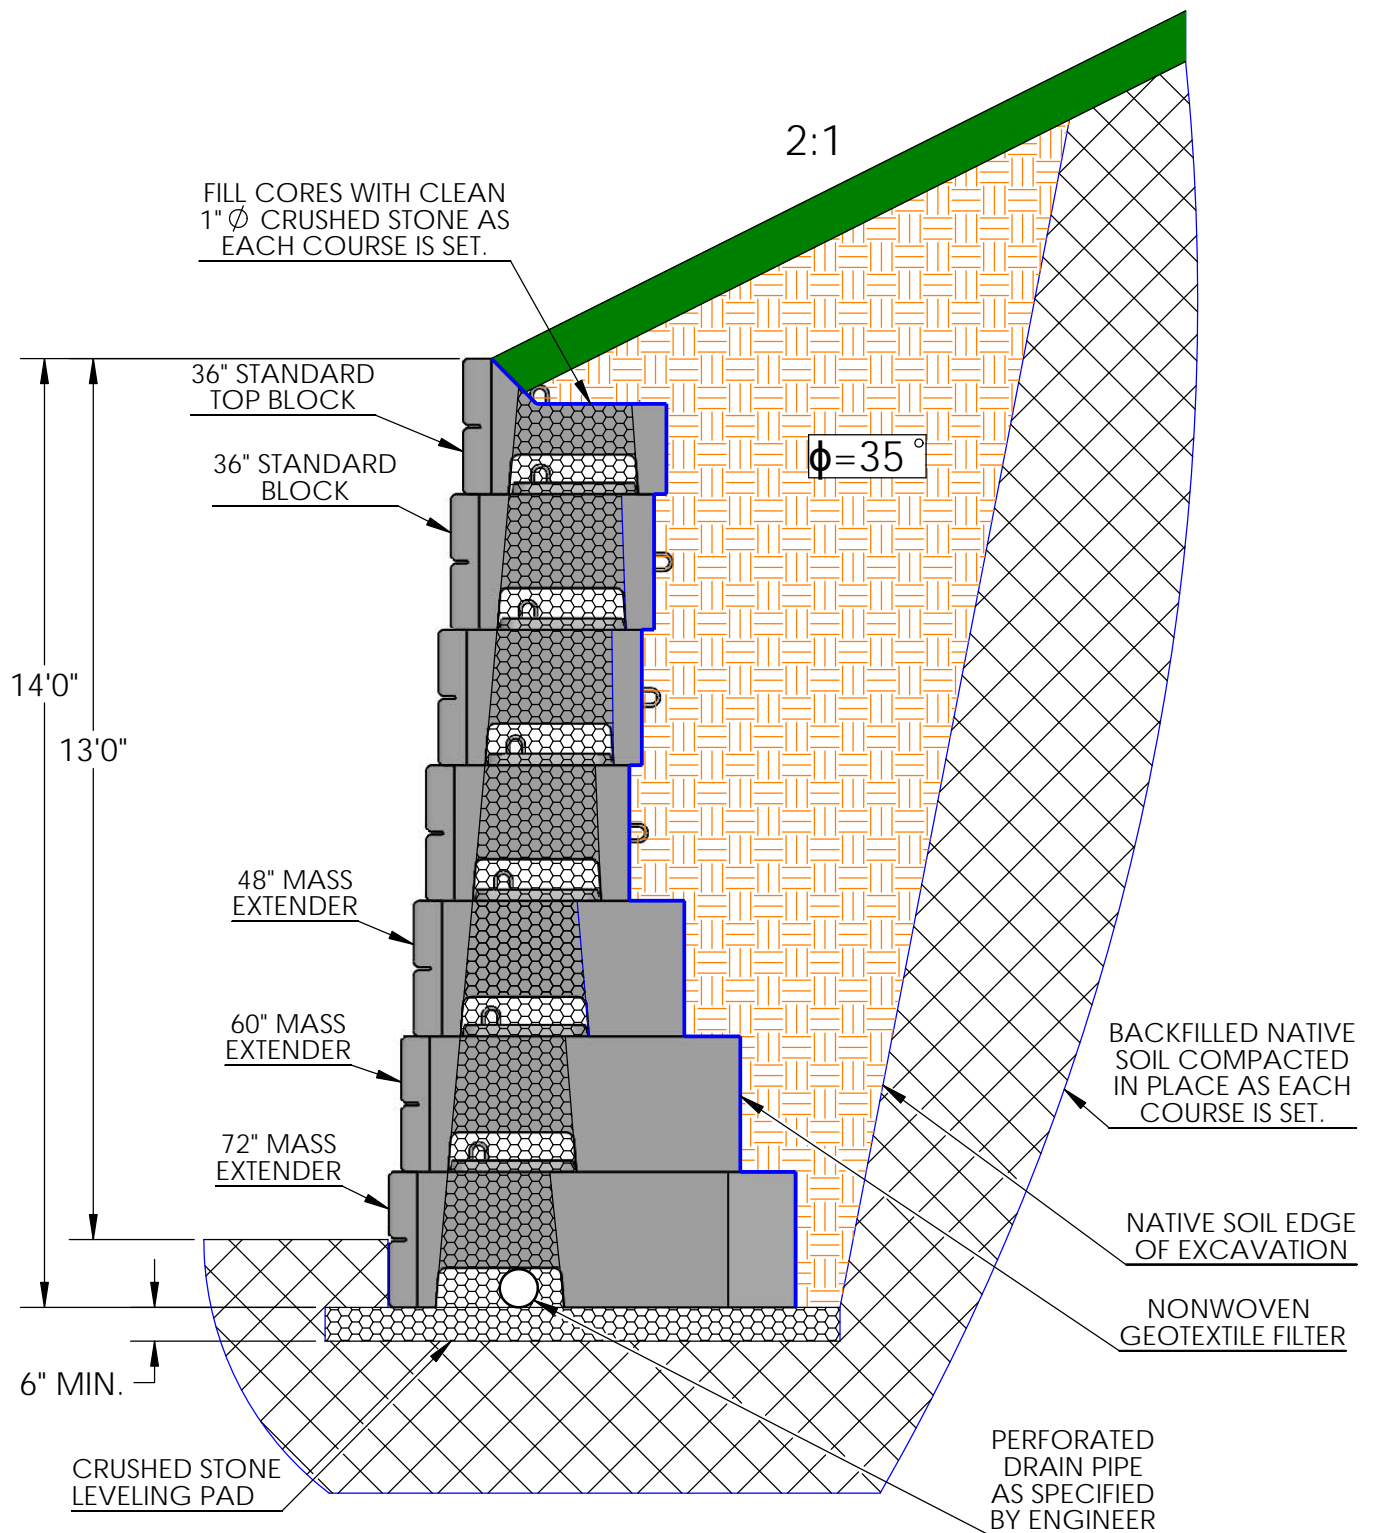 2:1
FILL CORES WITH CLEAN
1" Ø CRUSHED STONE AS
EACH COURSE IS SET.
36" STANDARD
TOP BLOCK
36" STANDARD
BLOCK
ϕ=35°
14'0"
13'0"
48" MASS
EXTENDER
60" MASS
EXTENDER
72" MASS
EXTENDER
BACKFILLED NATIVE
SOIL COMPACTED
IN PLACE AS EACH
COURSE IS SET.
NATIVE SOIL EDGE
OF EXCAVATION
NONWOVEN
GEOTEXTILE FILTER
6" MIN.
CRUSHED STONE
LEVELING PAD
PERFORATED
DRAIN PIPE
AS SPECIFIED
BY ENGINEER